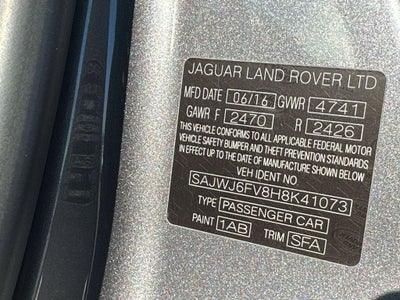 JAGUAR LAND ROVER LTD
MFD DATE 06/16 GVWR 4741
GAWR F 2470 R 2426
THIS VEHICLE CONFORMS TO ALL APPLICABLE FEDERAL MOTOR
VEHICLE SAFETY BUMPER AND THEFT PREVENTION STANDARDS
IN EFFECT ON THE DATE OF MANUFACTURE SHOWN BELOW
VEH IDENT NO
SAJWJ6FV8H8K41073
TYPE PASSENGER CAR
PAINT 1AB TRIM SFA